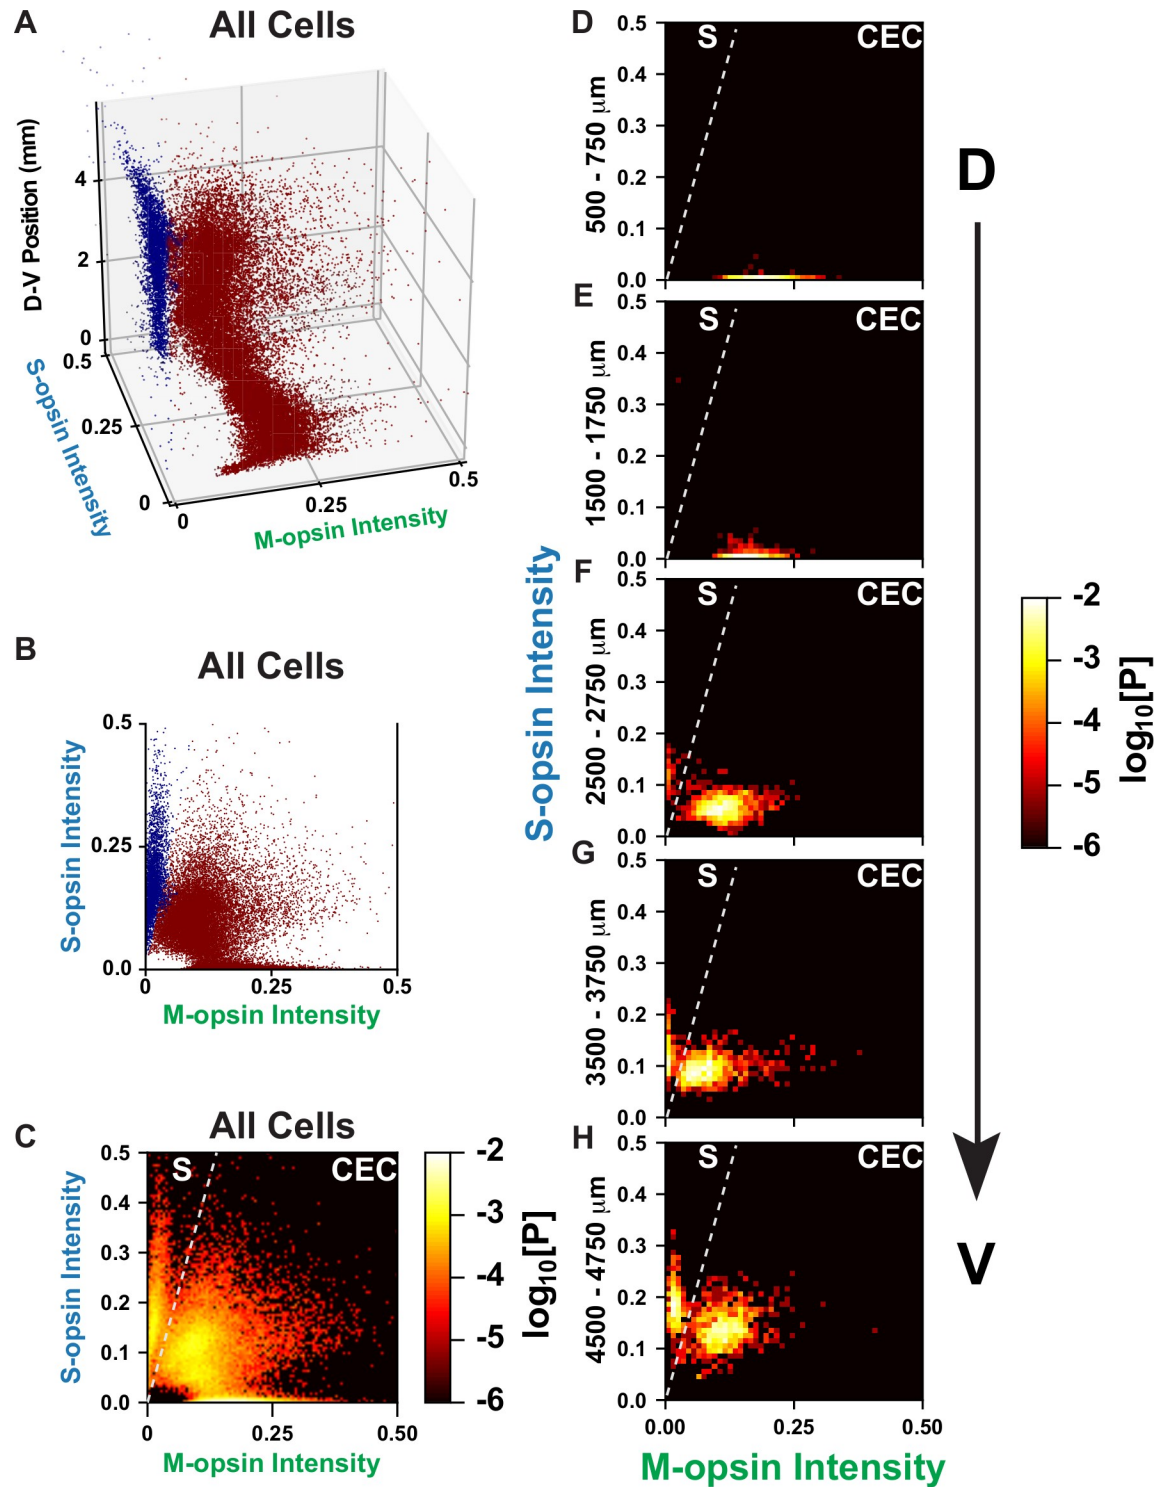 A
All Cells
D-V Position (mm)
4
2
0
0.5
0.25
0
S-opsin Intensity
0
0.25
0.5
M-opsin Intensity
B
All Cells
S-opsin Intensity
0.5
0.25
0.0
0
0.25
0.5
M-opsin Intensity
C
All Cells
S-opsin Intensity
0.5
0.4
0.3
0.2
0.1
0.0
S
CEC
0
0.25
0.50
M-opsin Intensity
-2
-3
-4
-5
-6
log10[P]
S-opsin Intensity
D
500 - 750 μm
0.5
0.4
0.3
0.2
0.1
0.0
S
CEC
E
1500 - 1750 μm
0.5
0.4
0.3
0.2
0.1
0.0
S
CEC
F
2500 - 2750 μm
0.5
0.4
0.3
0.2
0.1
0.0
S
CEC
G
3500 - 3750 μm
0.5
0.4
0.3
0.2
0.1
0.0
S
CEC
H
4500 - 4750 μm
0.5
0.4
0.3
0.2
0.1
0.0
S
CEC
0.00
0.25
0.50
M-opsin Intensity
D
V
-2
-3
-4
-5
-6
log10[P]